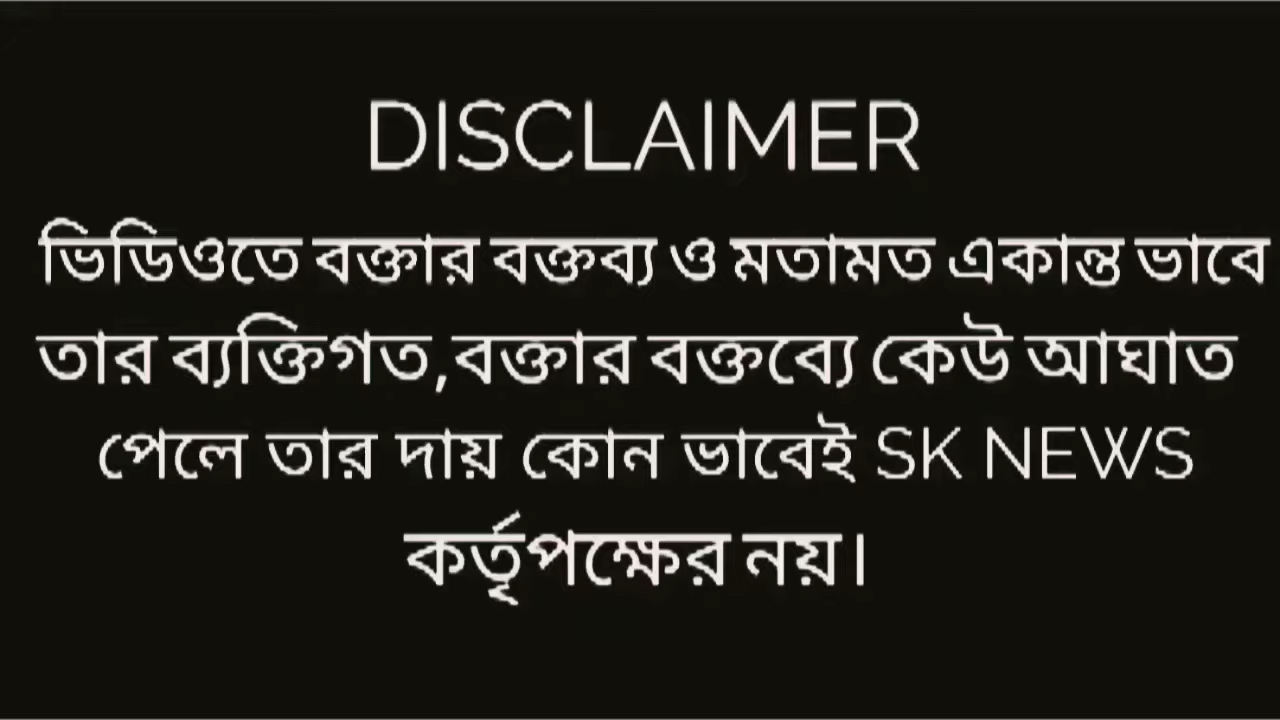 DISCLAIMER
ভিডিওতে বক্তার বক্তব্য ও মতামত একান্ত ভাবে
তার ব্যক্তিগত,বক্তার বক্তব্যে কেউ আঘাত
পেলে তার দায় কোন ভাবেই SK NEWS
কর্তৃপক্ষের নয়।